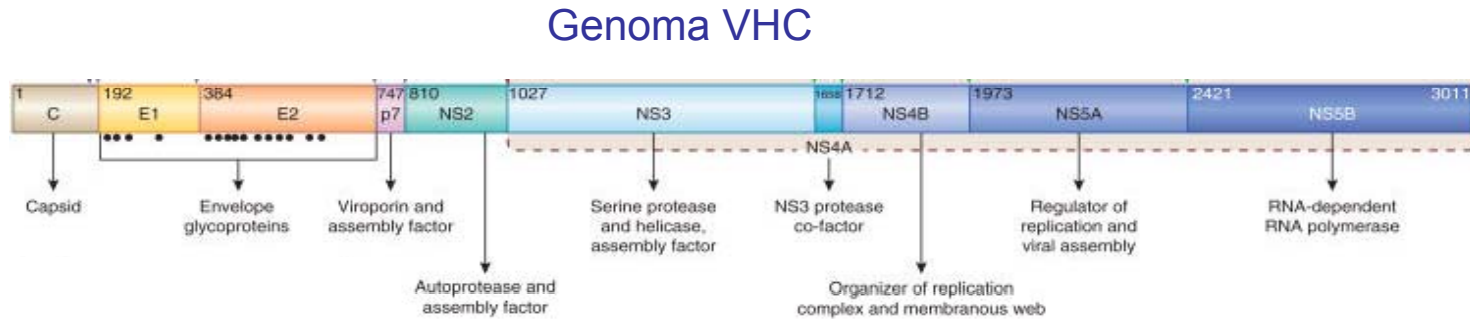 Genoma VHC
1 192 384 747 810 1027 1658 1712 1973 2421 3011
C E1 E2 p7 NS2 NS3 NS4B NS5A NS5B
NS4A
Capsid
Envelope
glycoproteins
Viroporin and
assembly factor
Autoprotease and
assembly factor
Serine protease
and helicase,
assembly factor
NS3 protease
co-factor
Organizer of replication
complex and membranous web
Regulator of
replication and
viral assembly
RNA-dependent
RNA polymerase